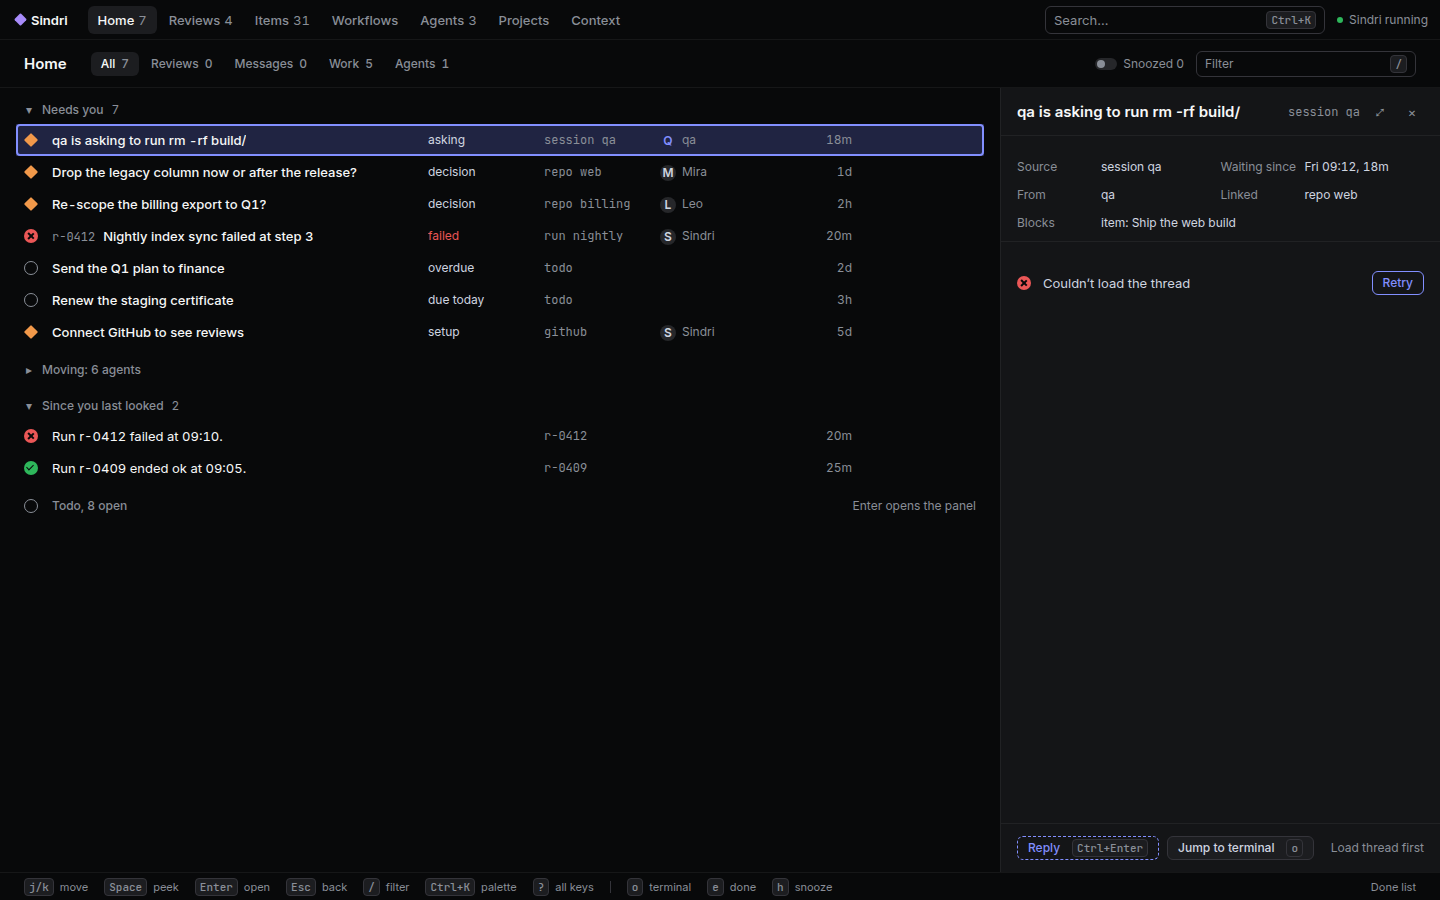 Sindri Home 7 Reviews 4 Items 31 Workflows Agents 3 Projects Context Search... Ctrl+K Sindri running
Home All 7 Reviews 0 Messages 0 Work 5 Agents 1 Snoozed 0 Filter /
Needs you 7
qa is asking to run rm -rf build/ asking session qa Q qa 18m
Drop the legacy column now or after the release? decision repo web M Mira 1d
Re-scope the billing export to Q1? decision repo billing L Leo 2h
r-0412 Nightly index sync failed at step 3 failed run nightly S Sindri 20m
Send the Q1 plan to finance overdue todo 2d
Renew the staging certificate due today todo 3h
Connect GitHub to see reviews setup github S Sindri 5d
Moving: 6 agents
Since you last looked 2
Run r-0412 failed at 09:10. r-0412 20m
Run r-0409 ended ok at 09:05. r-0409 25m
Todo, 8 open Enter opens the panel
qa is asking to run rm -rf build/ session qa
Source session qa Waiting since Fri 09:12, 18m
From qa Linked repo web
Blocks item: Ship the web build
Couldn't load the thread Retry
Reply Ctrl+Enter Jump to terminal o Load thread first
j/k move Space peek Enter open Esc back / filter Ctrl+K palette ? all keys o terminal e done h snooze Done list